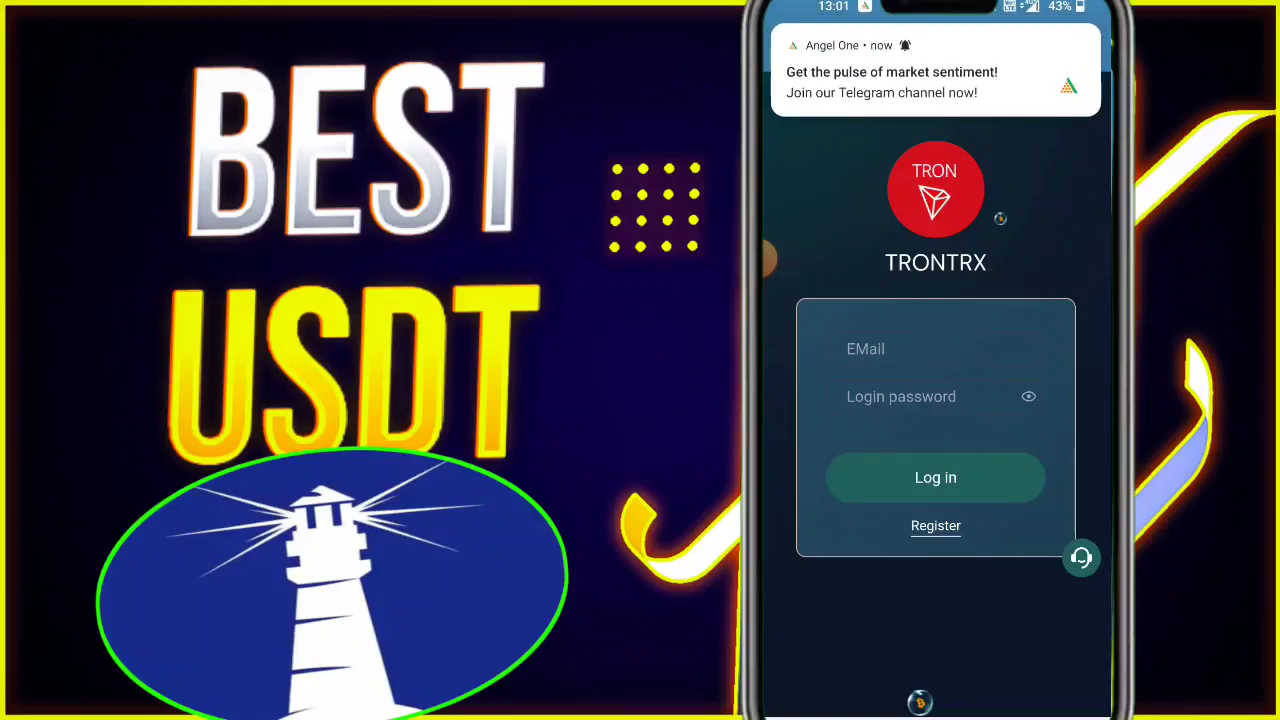 BEST
USDT
13:01
43%
Angel One • now
Get the pulse of market sentiment!
Join our Telegram channel now!
TRON
TRONTRX
EMail
Login password
Log in
Register